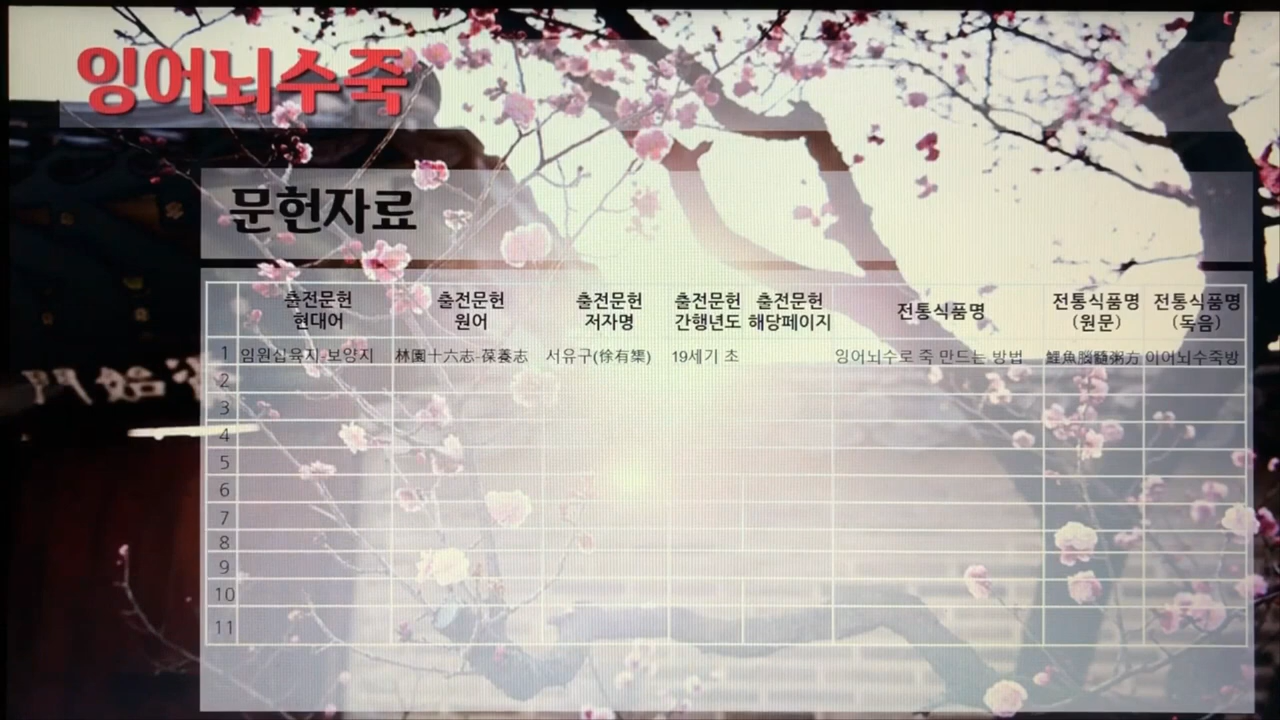 잉어뇌수죽
문헌자료
출전문헌 현대어
출전문헌 원어
출전문헌 저자명
출전문헌 간행년도
출전문헌 해당페이지
전통식품명
전통식품명 (원문)
전통식품명 (독음)
1 임원십육지-보양지 林園十六志-葆養志 서유구(徐有榘) 19세기 초 잉어뇌수로 죽 만드는 방법 鯉魚腦髓粥方 이어뇌수죽방
2
3
4
5
6
7
8
9
10
11